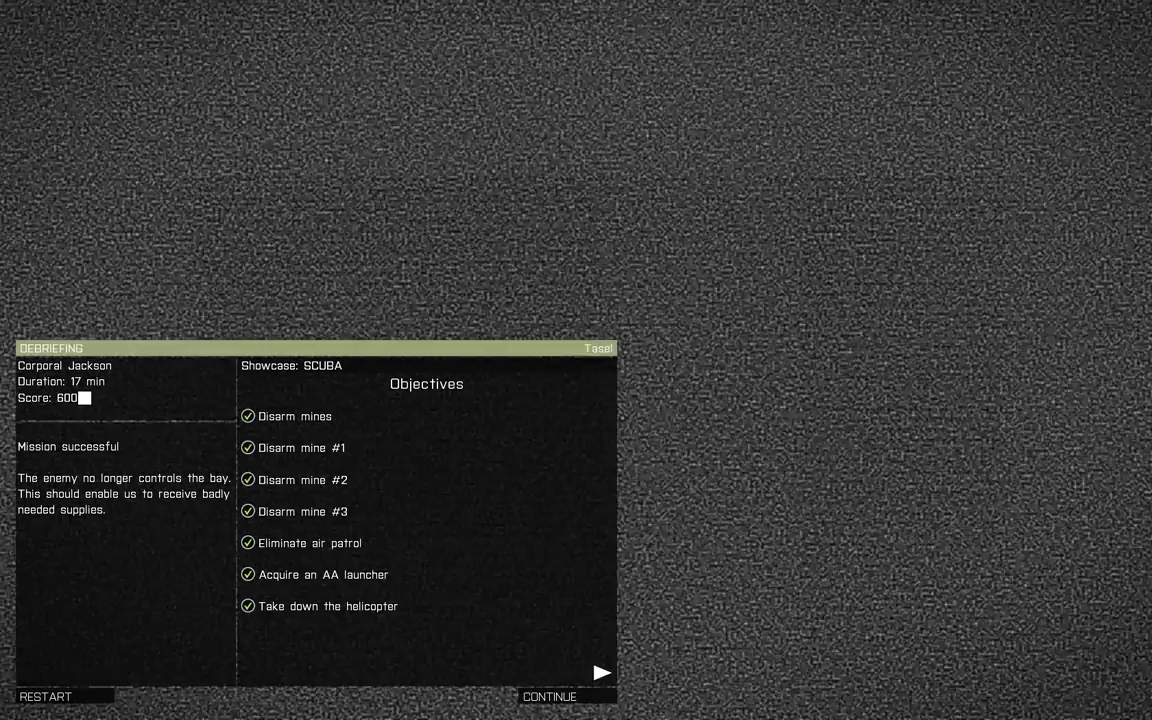 DEBRIEFING
Tasel
Corporal Jackson
Duration: 17 min
Score: 600
Mission successful
The enemy no longer controls the bay.
This should enable us to receive badly
needed supplies.
Showcase: SCUBA
Objectives
Disarm mines
Disarm mine #1
Disarm mine #2
Disarm mine #3
Eliminate air patrol
Acquire an AA launcher
Take down the helicopter
RESTART
CONTINUE